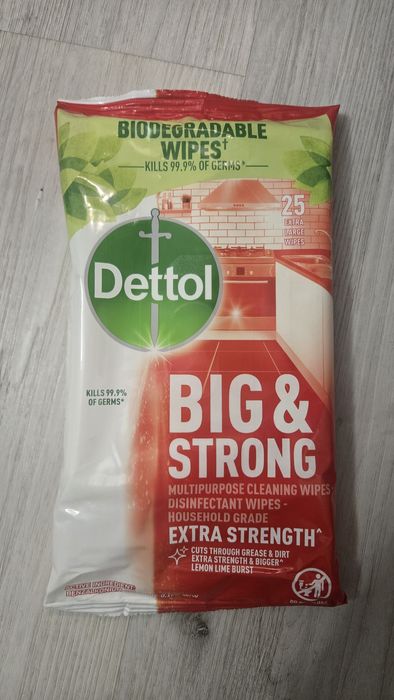 BIODEGRADABLE
WIPES†
KILLS 99.9% OF GERMS*
25
EXTRA
LARGE
WIPES
Dettol
KILLS 99.9%
OF GERMS*
BIG &
STRONG
MULTIPURPOSE CLEANING WIPES
DISINFECTANT WIPES -
HOUSEHOLD GRADE
EXTRA STRENGTH^
CUTS THROUGH GREASE & DIRT
EXTRA STRENGTH & BIGGER^
LEMON LIME BURST
ACTIVE INGREDIENT: